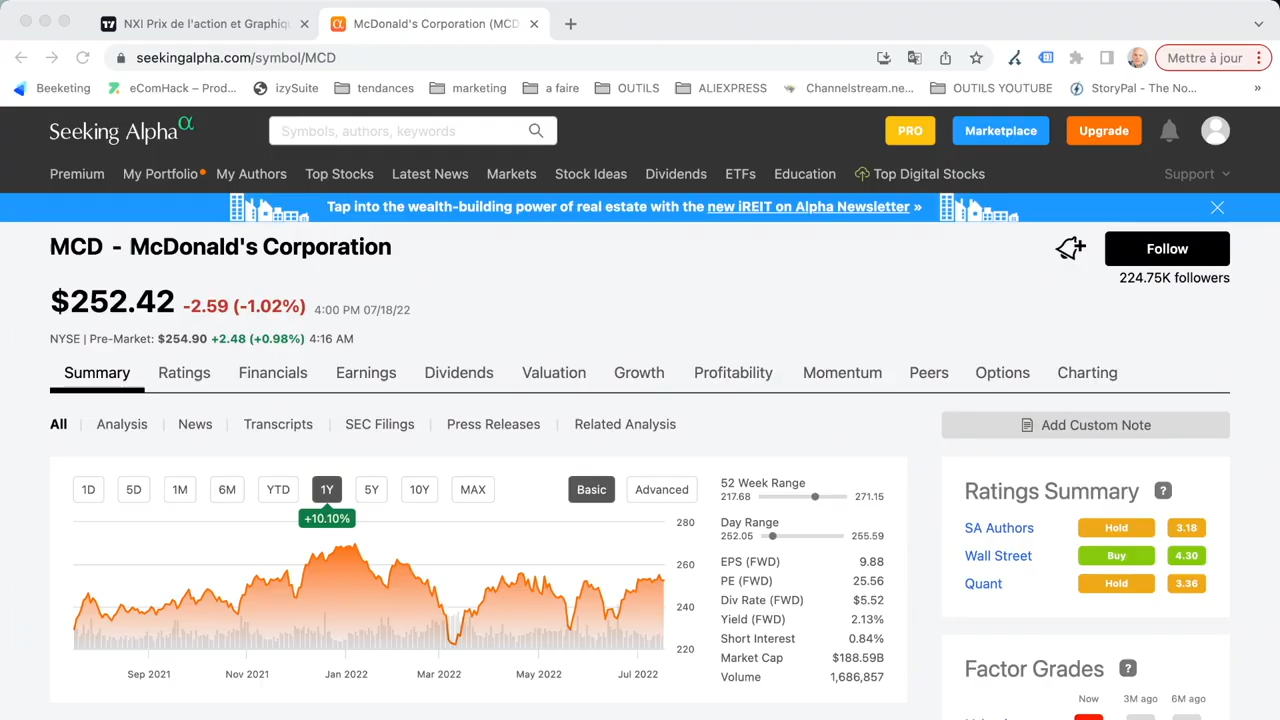 NXI Prix de l'action et Graphiqu
McDonald's Corporation (MCD
seekingalpha.com/symbol/MCD
Mettre à jour
Beeketing
eComHack – Prod...
izySuite
tendances
marketing
a faire
OUTILS
ALIEXPRESS
Channelstream.ne...
OUTILS YOUTUBE
StoryPal - The No...
»
Seeking Alpha α
Symbols, authors, keywords
PRO
Marketplace
Upgrade
Premium
My Portfolio
My Authors
Top Stocks
Latest News
Markets
Stock Ideas
Dividends
ETFs
Education
Top Digital Stocks
Support
Tap into the wealth-building power of real estate with the new iREIT on Alpha Newsletter »
MCD - McDonald's Corporation
Follow
224.75K followers
$252.42 -2.59 (-1.02%) 4:00 PM 07/18/22
NYSE | Pre-Market: $254.90 +2.48 (+0.98%) 4:16 AM
Summary
Ratings
Financials
Earnings
Dividends
Valuation
Growth
Profitability
Momentum
Peers
Options
Charting
All
Analysis
News
Transcripts
SEC Filings
Press Releases
Related Analysis
Add Custom Note
1D
5D
1M
6M
YTD
1Y
5Y
10Y
MAX
Basic
Advanced
+10.10%
280
260
240
220
Sep 2021
Nov 2021
Jan 2022
Mar 2022
May 2022
Jul 2022
52 Week Range
217.68
271.15
Day Range
252.05
255.59
EPS (FWD) 9.88
PE (FWD) 25.56
Div Rate (FWD) $5.52
Yield (FWD) 2.13%
Short Interest 0.84%
Market Cap $188.59B
Volume 1,686,857
Ratings Summary ?
SA Authors Hold 3.18
Wall Street Buy 4.30
Quant Hold 3.36
Factor Grades ?
Now
3M ago
6M ago